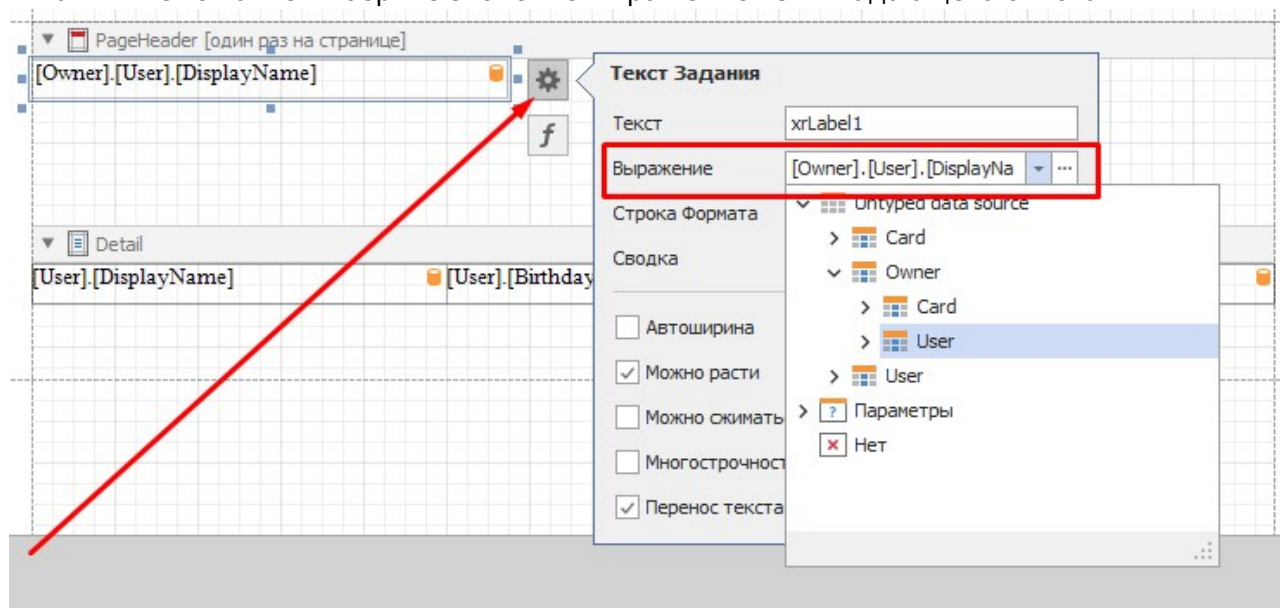 PageHeader [один раз на странице]
[Owner].[User].[DisplayName]
f
Текст Задания
Текст
xrLabel1
Выражение
[Owner].[User].[DisplayNa
Строка Формата
Untyped data source
Сводка
Card
Owner
Card
User
User
Параметры
Нет
Detail
[User].[DisplayName]
[User].[Birthday
Автоширина
Можно расти
Можно сжимать
Многострочност
Перенос текста